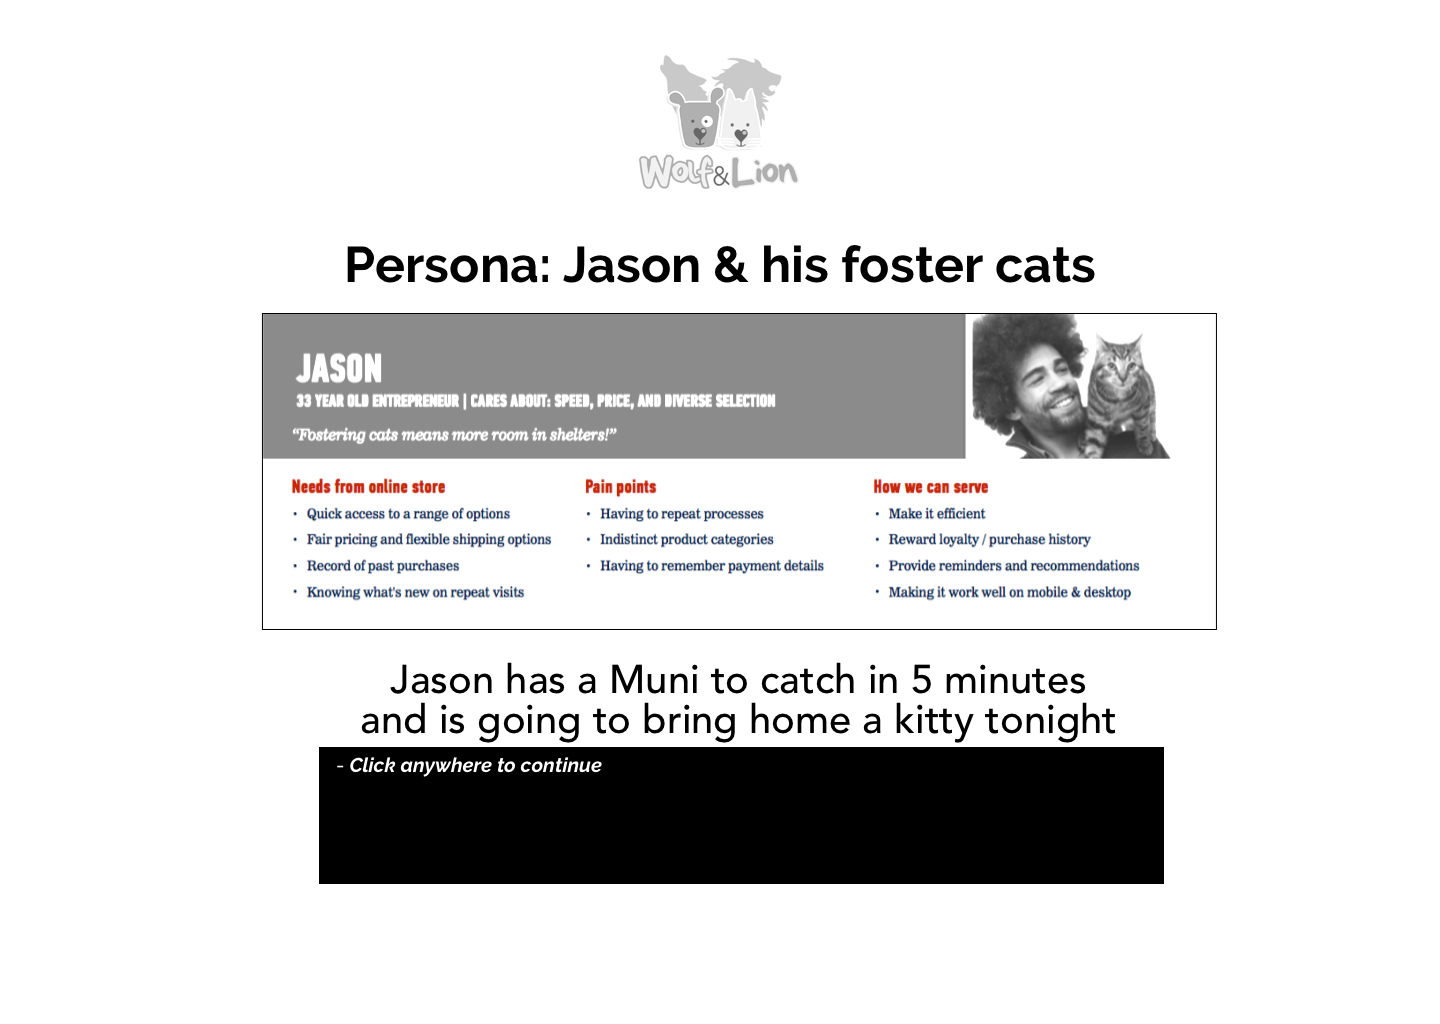 Wolf&Lion
Persona: Jason & his foster cats
JASON
33 YEAR OLD ENTREPRENEUR | CARES ABOUT: SPEED, PRICE, AND DIVERSE SELECTION
“Fostering cats means more room in shelters!”
Needs from online store
• Quick access to a range of options
• Fair pricing and flexible shipping options
• Record of past purchases
• Knowing what's new on repeat visits
Pain points
• Having to repeat processes
• Indistinct product categories
• Having to remember payment details
How we can serve
• Make it efficient
• Reward loyalty / purchase history
• Provide reminders and recommendations
• Making it work well on mobile & desktop
Jason has a Muni to catch in 5 minutes
and is going to bring home a kitty tonight
- Click anywhere to continue